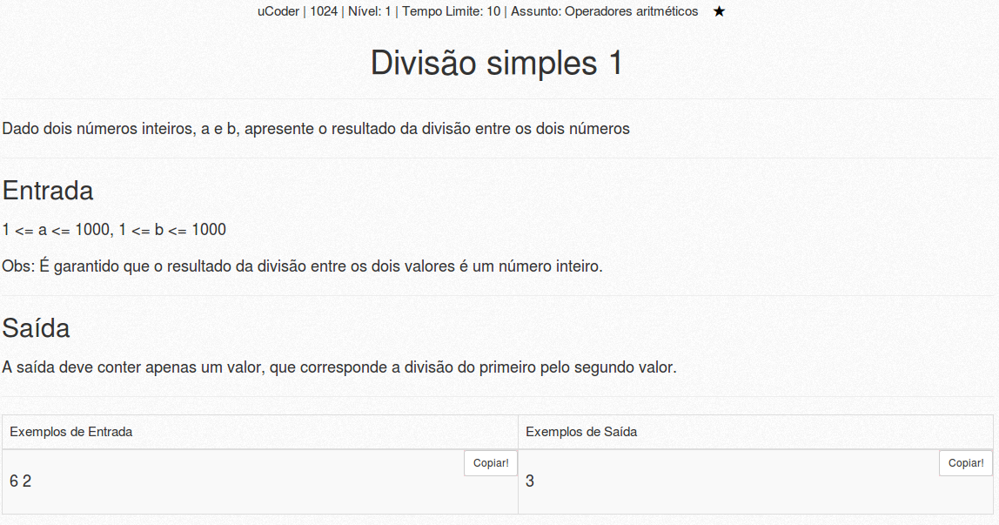 uCoder | 1024 | Nível: 1 | Tempo Limite: 10 | Assunto: Operadores aritméticos ★
Divisão simples 1
Dado dois números inteiros, a e b, apresente o resultado da divisão entre os dois números
Entrada
1 <= a <= 1000, 1 <= b <= 1000
Obs: É garantido que o resultado da divisão entre os dois valores é um número inteiro.
Saída
A saída deve conter apenas um valor, que corresponde a divisão do primeiro pelo segundo valor.
Exemplos de Entrada
Exemplos de Saída
Copiar!
6 2
Copiar!
3